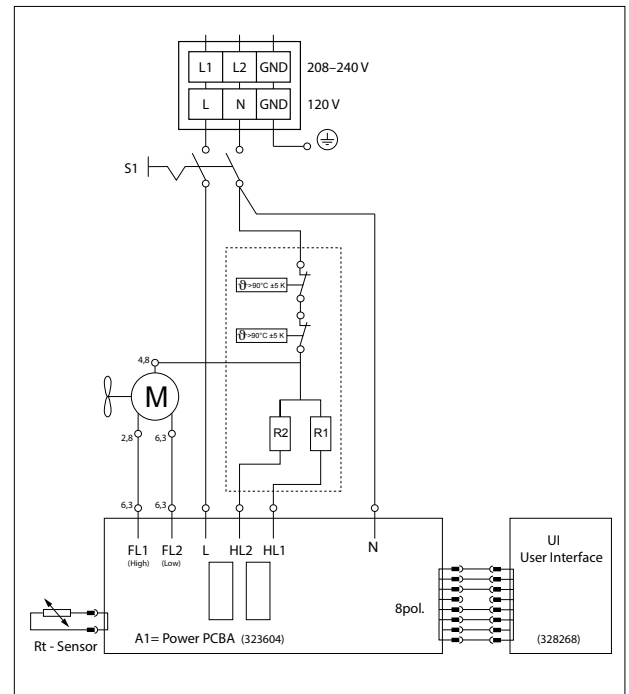 L1 L2 GND 208–240 V
L N GND 120 V
S1
ϑ>90°C ±5 K
ϑ>90°C ±5 K
4,8
M
R2 R1
2,8 6,3
6,3 6,3
FL1 FL2 L HL2 HL1 N
(High) (Low)
UI
User Interface
8pol.
A1= Power PCBA (323604)
(328268)
Rt - Sensor